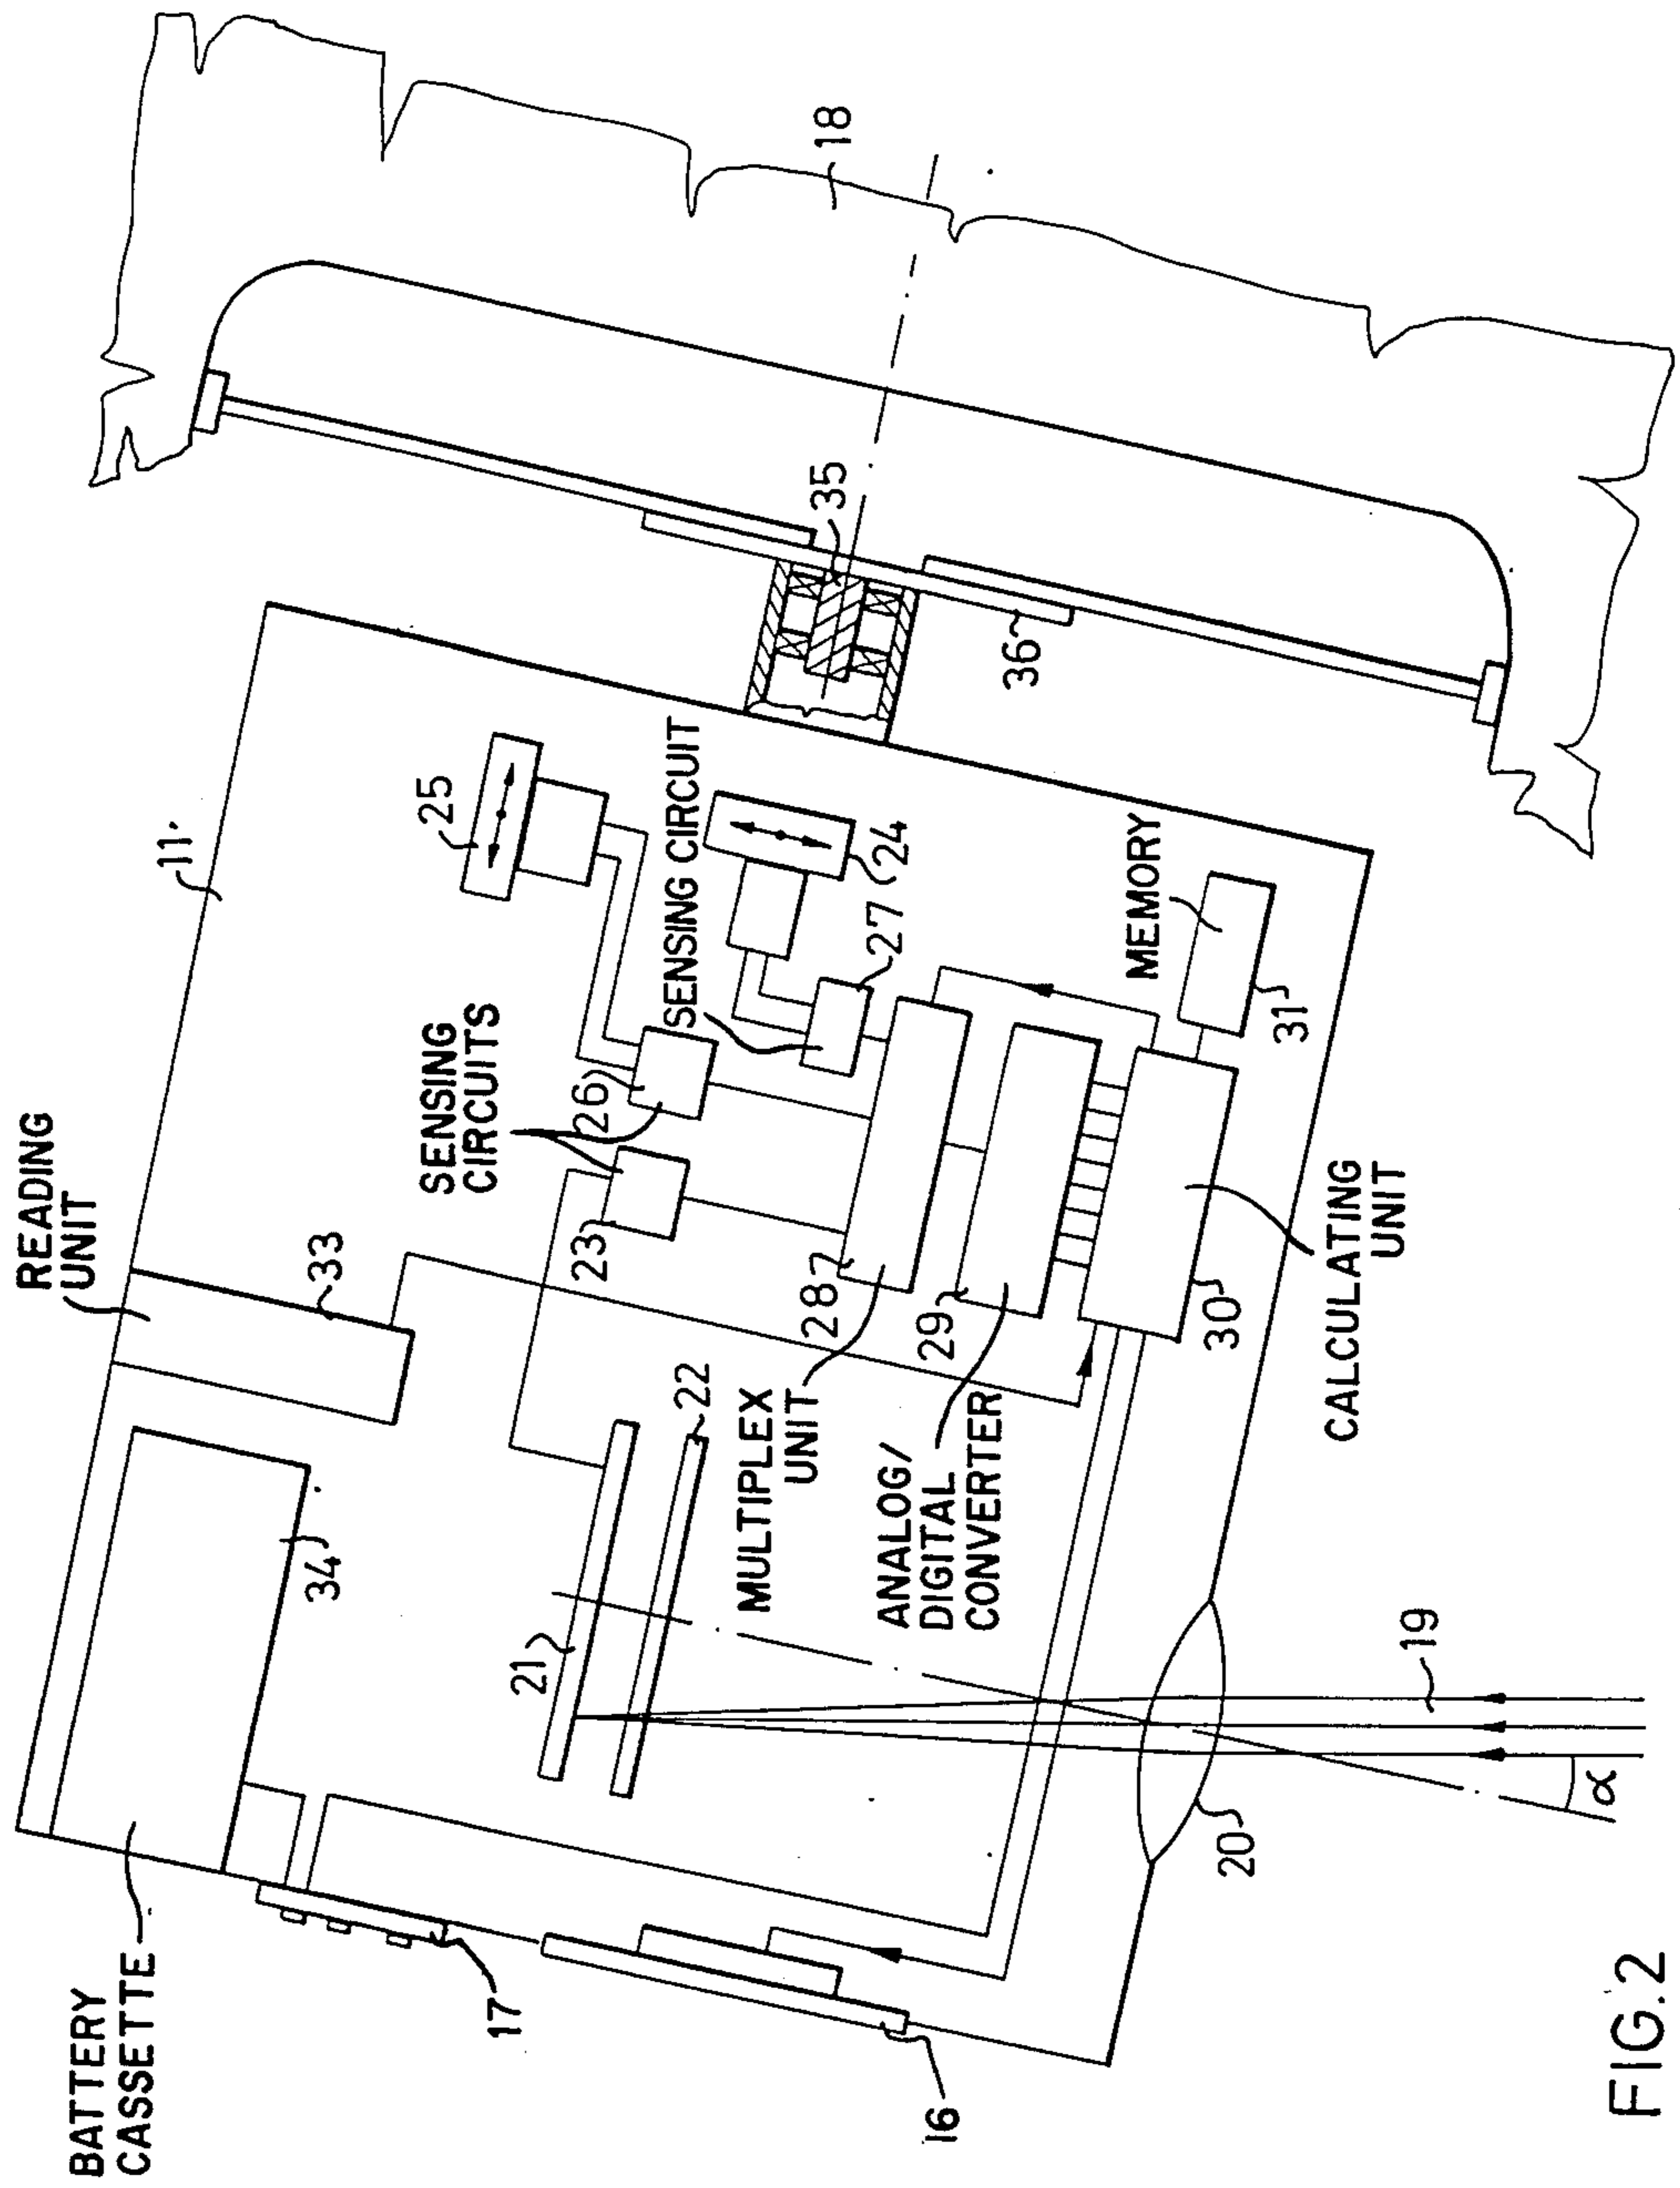 READING
UNIT
33
11
25
18
BATTERY
CASSETTE
34
SENSING
CIRCUITS
26
23
SENSING CIRCUIT
35
36
24
27
17
21
22
28
MULTIPLEX
UNIT
29
ANALOG/
DIGITAL
CONVERTER
MEMORY
31
30
CALCULATING
UNIT
16
20
19
α
FIG.2